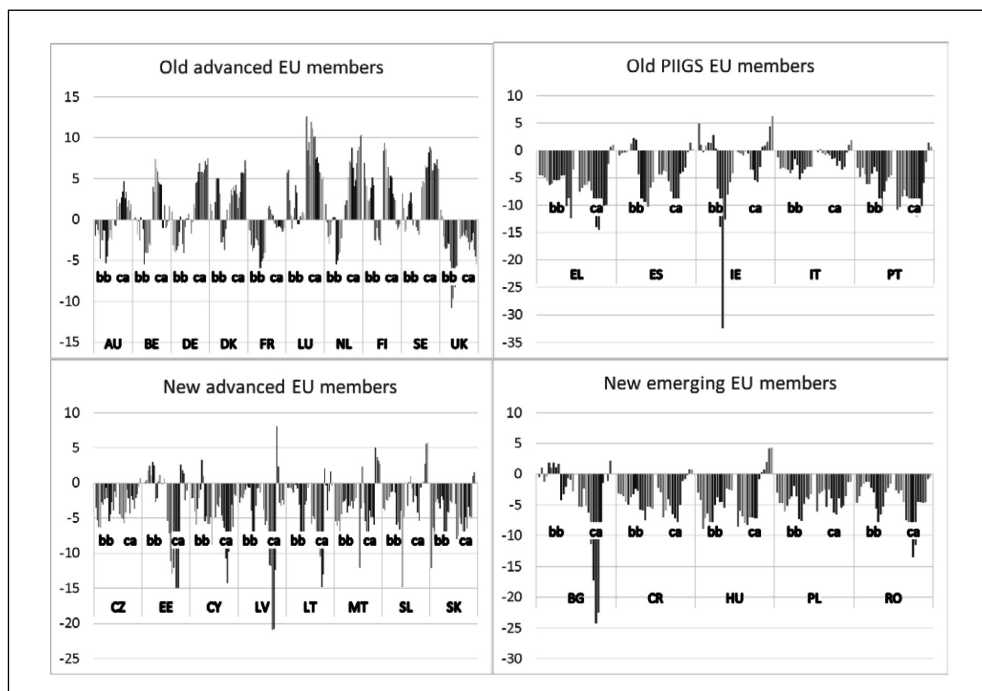 Old advanced EU members
15
10
5
0
-5
-10
-15
bb ca bb ca bb ca bb ca bb ca bb ca bb ca bb ca bb ca bb ca
AU BE DE DK FR LU NL FI SE UK
Old PIIGS EU members
10
5
0
-5
-10
-15
-20
-25
-30
-35
bb ca bb ca bb ca bb ca bb ca
EL ES IE IT PT
New advanced EU members
10
5
0
-5
-10
-15
-20
-25
bb ca bb ca bb ca bb ca bb ca bb ca bb ca bb ca
CZ EE CY LV LT MT SL SK
New emerging EU members
10
5
0
-5
-10
-15
-20
-25
-30
bb ca bb ca bb ca bb ca bb ca
BG CR HU PL RO